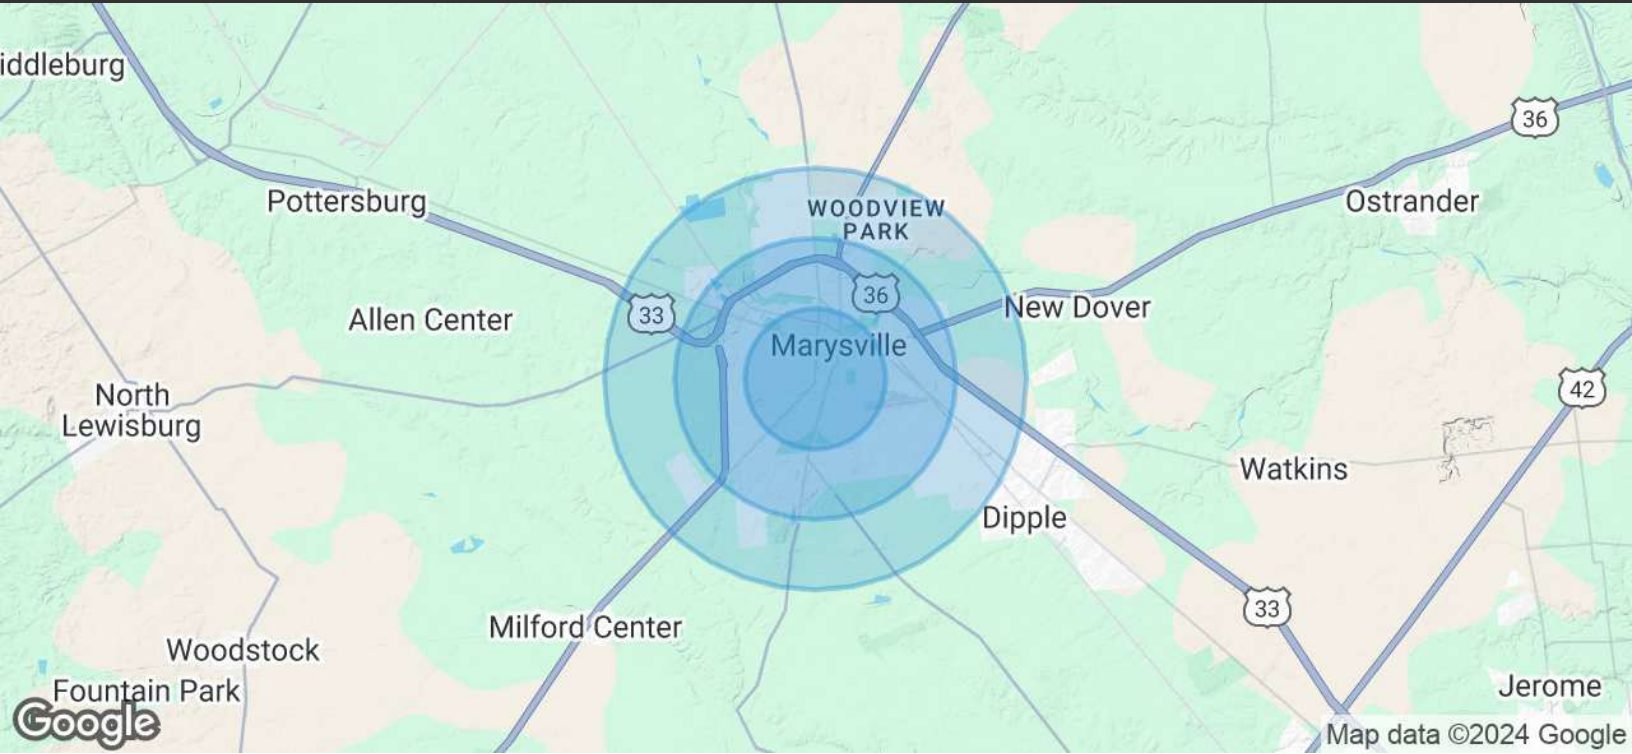 iddleburg
36
Pottersburg
WOODVIEW
PARK
Ostrander
33
36
New Dover
Allen Center
Marysville
42
North
Lewisburg
Watkins
Dipple
33
Milford Center
Woodstock
Fountain Park
Jerome
Google
Map data ©2024 Google